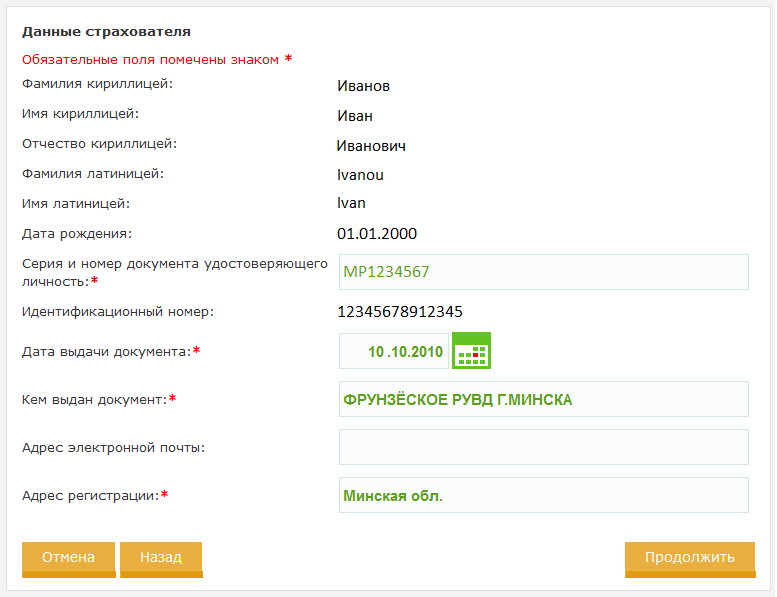 Данные страхователя
Обязательные поля помечены знаком *
Фамилия кириллицей: Иванов
Имя кириллицей: Иван
Отчество кириллицей: Иванович
Фамилия латиницей: Ivanou
Имя латиницей: Ivan
Дата рождения: 01.01.2000
Серия и номер документа удостоверяющего
личность:* МР1234567
Идентификационный номер: 12345678912345
Дата выдачи документа:* 10 .10.2010
Кем выдан документ:* ФРУНЗЁСКОЕ РУВД Г.МИНСКА
Адрес электронной почты:
Адрес регистрации:* Минская обл.
Отмена Назад Продолжить